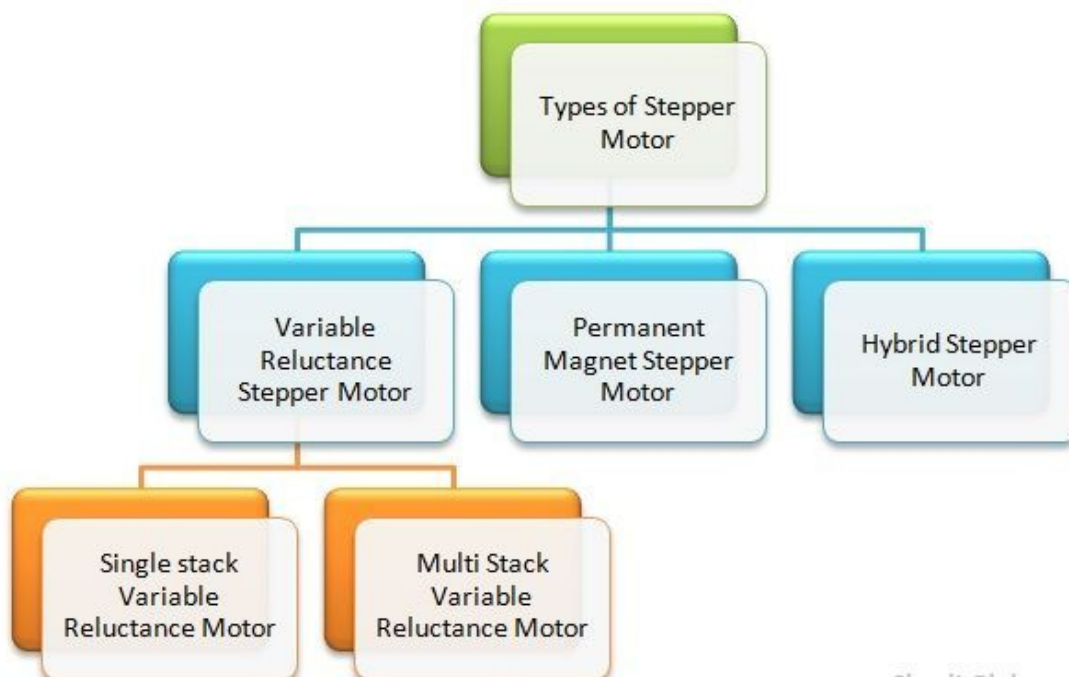 Types of Stepper
Motor
Variable
Reluctance
Stepper Motor
Permanent
Magnet Stepper
Motor
Hybrid Stepper
Motor
Single stack
Variable
Reluctance Motor
Multi Stack
Variable
Reluctance Motor